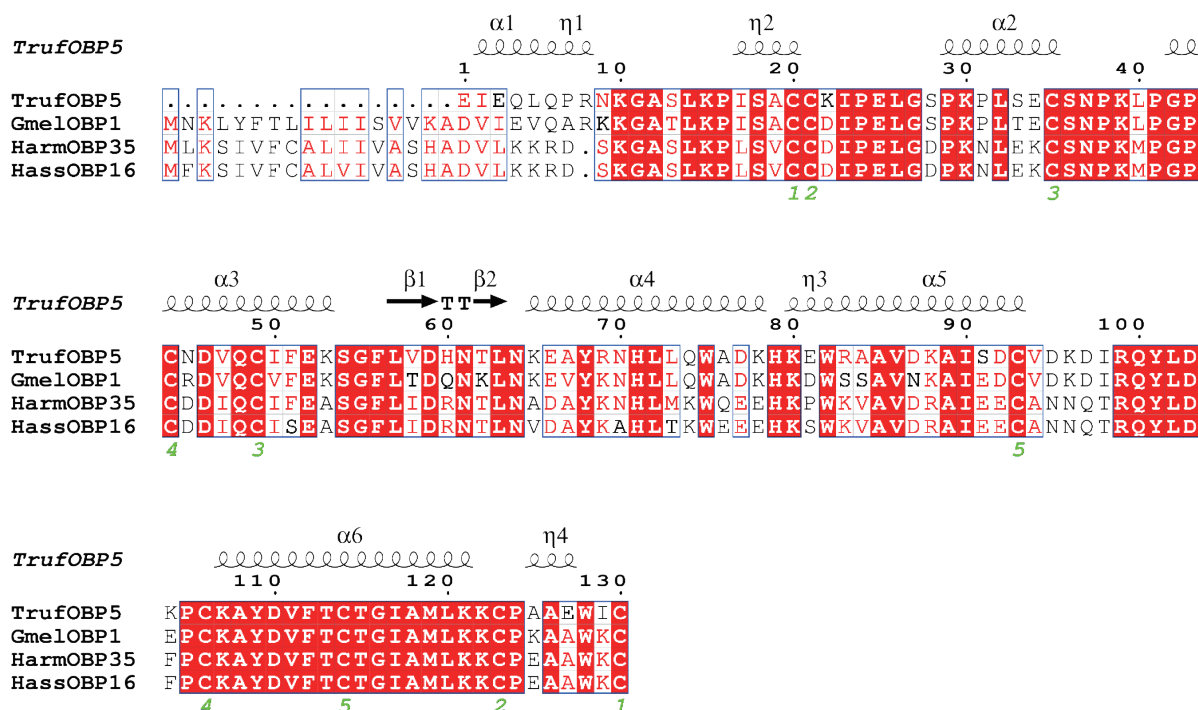 α1 η1 η2 α2
TrufOBP5
1 10 20 30 40
TrufOBP5 .................EIEQLQPRNKGASLKPISACCKIPELGSPKPLSECSNPKLPGP
GmelOBP1 MNKLYFTLILIISVVKADVIEVQARKKGATLKPISACCDIPELGSPKPLTECSNPKLPGP
HarmOBP35 MLKSIVFCALIIVASHADVLKKRD.SKGASLKPLSVCCDIPELGDPKNLEKCSNPKMPGP
HassOBP16 MFKSIVFCALVIVASHADVLKKRD.SKGASLKPLSVCCDIPELGDPKNLEKCSNPKMPGP
1 2 3
α3 β1 β2 α4 η3 α5
TrufOBP5 TT
50 60 70 80 90 100
TrufOBP5 CNDVQCIFEKSGFLVDHNTLNKEAYRNHLLQWADKHKEWRAAVDKAISDCVDKDIRQYLD
GmelOBP1 CRDVQCVFEKSGFLTDQNKLNKEVYKNHLLQWADKHKDWSSAVNKAIEDCVDKDIRQYLD
HarmOBP35 CDDIQCIFEASGFLIDRNTLNADAYKNHLMKWQEEHKPWKVAVDRAIEECANNQTRQYLD
HassOBP16 CDDIQCISEASGFLIDRNTLNVDAYKAHLTKWEEEHKSWKVAVDRAIEECANNQTRQYLD
4 3 5
α6 η4
TrufOBP5
110 120 130
TrufOBP5 KPCKAYDVFTCTGIAMLKKCPAAEWIC
GmelOBP1 EPCKAYDVFTCTGIAMLKKCPKAAWKC
HarmOBP35 FPCKAYDVFTCTGIAMLKKCPEAAWKC
HassOBP16 FPCKAYDVFTCTGIAMLKKCPEAAWKC
4 5 2 1